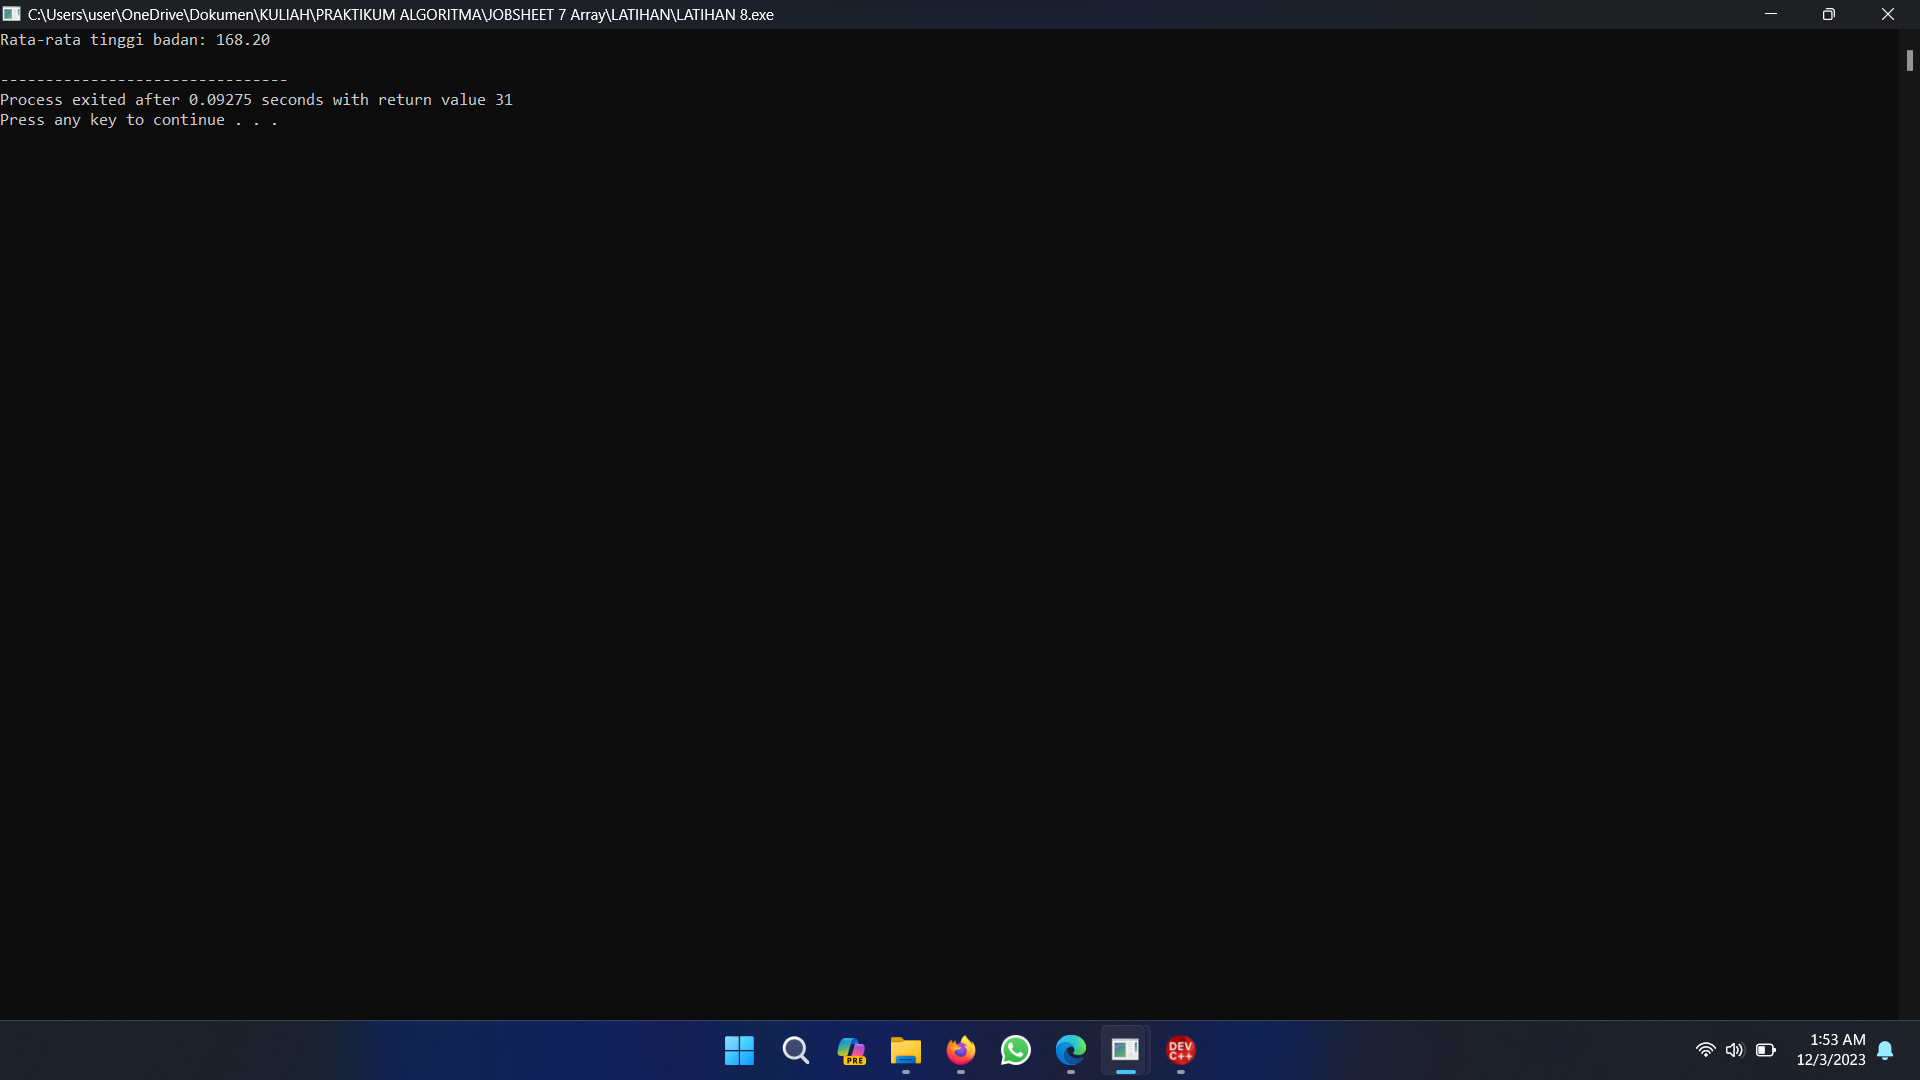 C:\Users\user\OneDrive\Dokumen\KULIAH\PRAKTIKUM ALGORITMA\JOBSHEET 7 Array\LATIHAN\LATIHAN 8.exe
Rata-rata tinggi badan: 168.20
--------------------------------
Process exited after 0.09275 seconds with return value 31
Press any key to continue . . .
PRE
DEV
C++
1:53 AM
12/3/2023